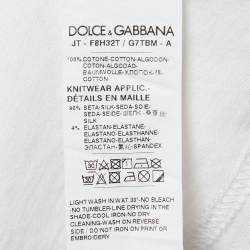 DOLCE & GABBANA
JT - F8H32T / G7TBM - A
100% COTONE-COTTON-COTON
COTTON-ALGODAO-
BAUMWOLLE-ХЛОПОК-COTTON
KNITWEAR APPLIC.-
DÉTAILS EN MAILLE
96% SETA-SILK-SEDA-SOIE-
SEDA-SEIDE-SILK-
SILK
4% ELASTAN-ELASTANE-
ELASTANO-ELASTHANNE-
ЭЛАСТАН-ELASTAN-
LIGHT WASH IN WAT.30°-NO BLEACH
-NO TUMBLER-LINE DRYING IN THE
SHADE-COOL IRON-NO DRY
CLEANING-WASH ON REVERSE
SIDE-DO NOT IRON ON PRINT OR
EMBROIDERY